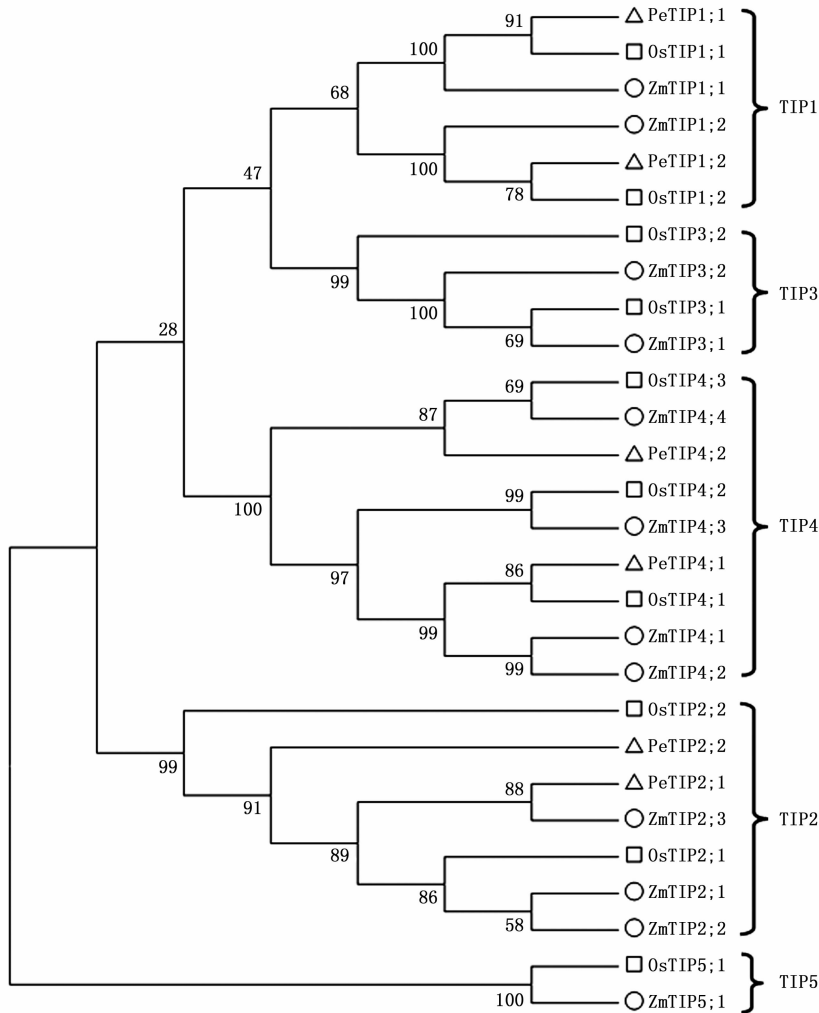 PeTIP1;1
91
OsTIP1;1
100
ZmTIP1;1
68
TIP1
ZmTIP1;2
PeTIP1;2
100
47
78
OsTIP1;2
OsTIP3;2
ZmTIP3;2
99
TIP3
OsTIP3;1
100
28
69
ZmTIP3;1
OsTIP4;3
69
87
ZmTIP4;4
PeTIP4;2
OsTIP4;2
99
100
ZmTIP4;3
TIP4
PeTIP4;1
86
97
OsTIP4;1
99
ZmTIP4;1
99
ZmTIP4;2
OsTIP2;2
PeTIP2;2
99
PeTIP2;1
88
91
ZmTIP2;3
TIP2
89
OsTIP2;1
86
ZmTIP2;1
58
ZmTIP2;2
OsTIP5;1
TIP5
100
ZmTIP5;1